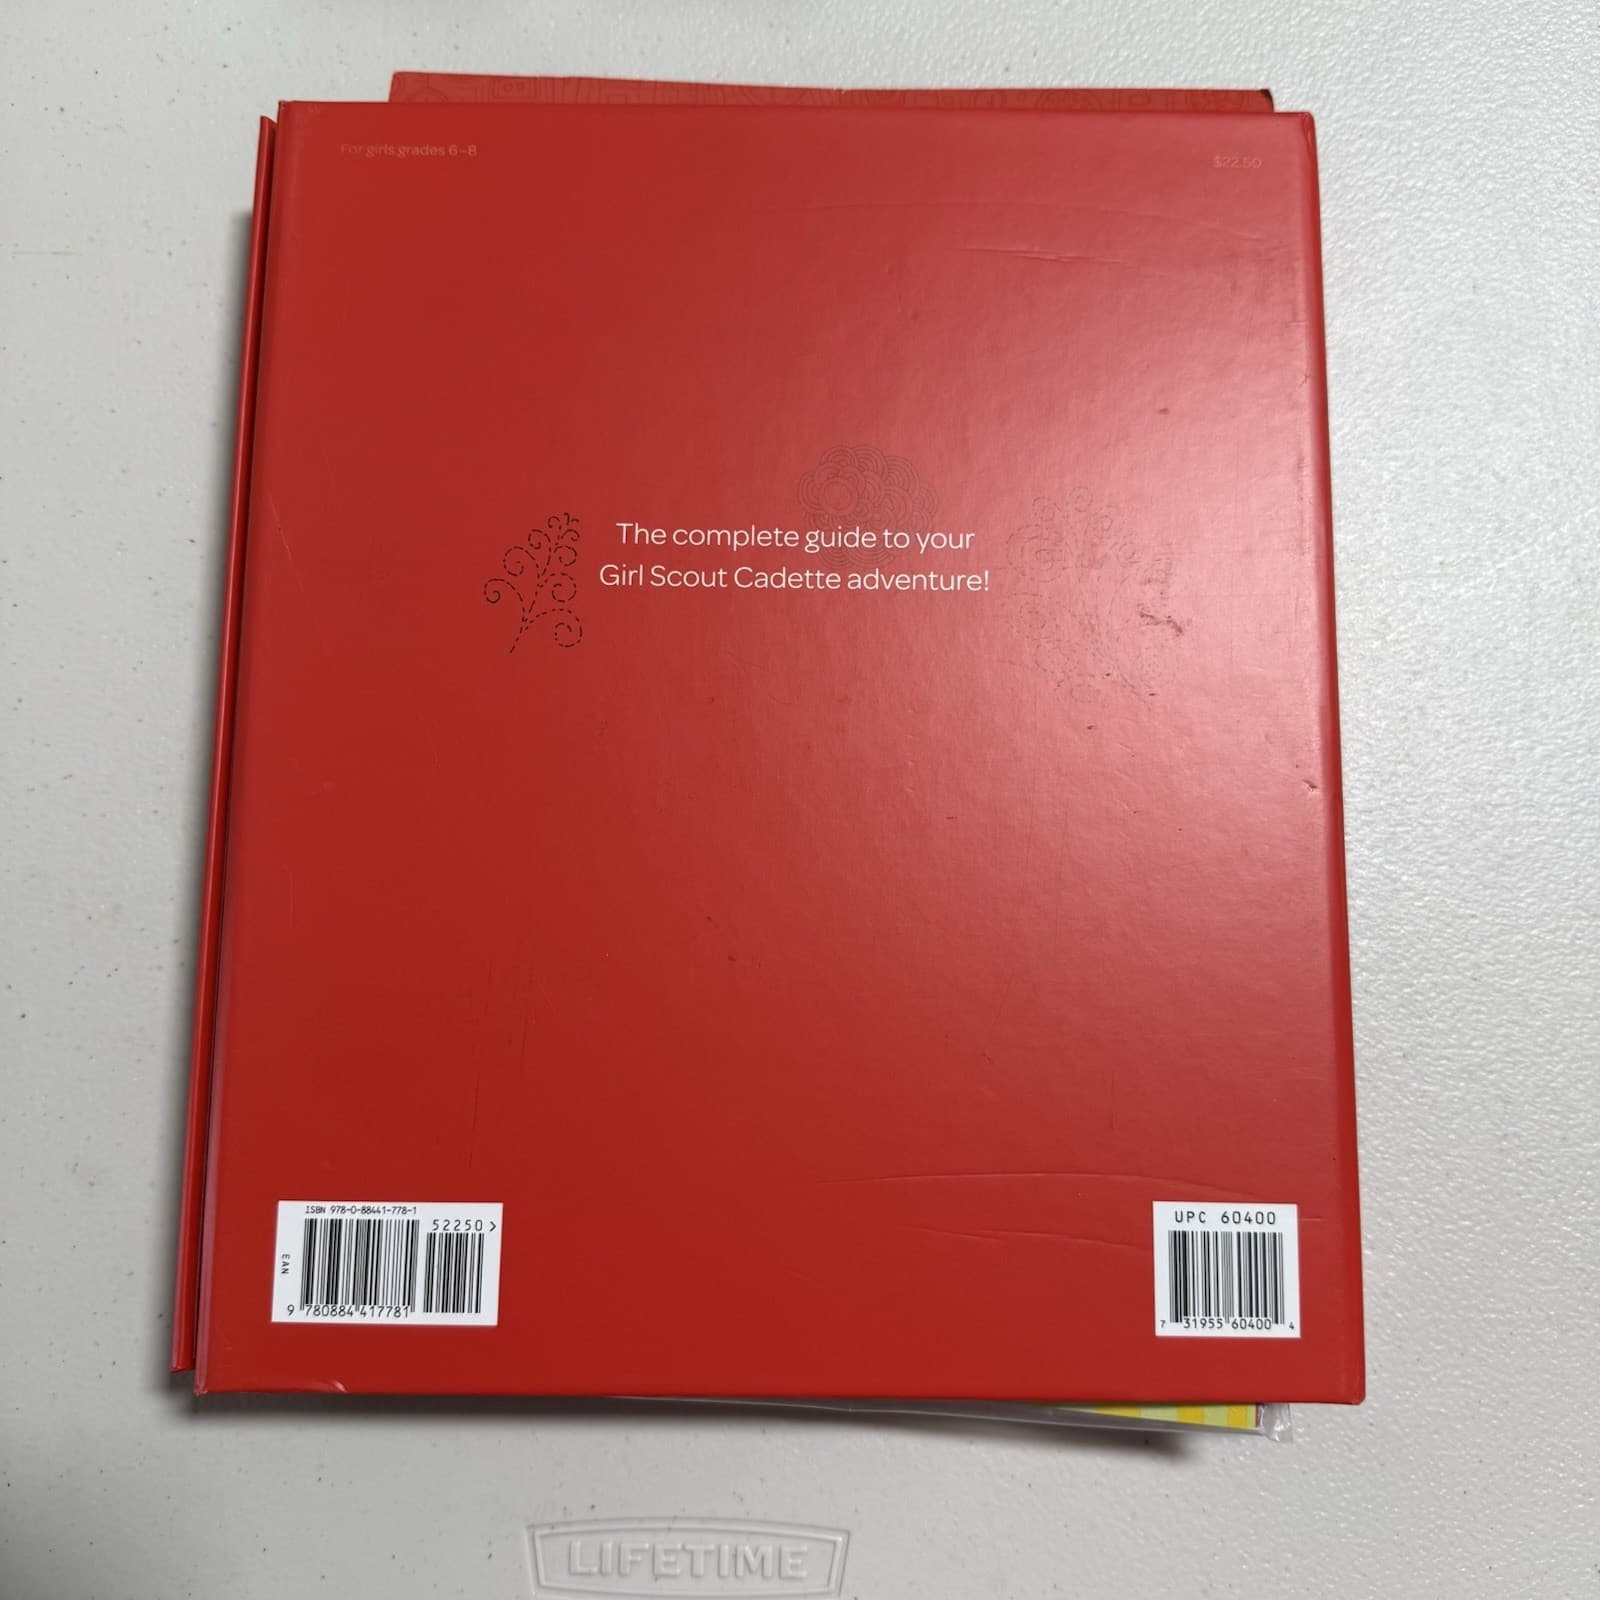 For girls grades 6–8
$22.50
The complete guide to your
Girl Scout Cadette adventure!
ISBN 978-0-88441-778-1
52250>
EAN
9 780884 417781
UPC 60400
7 31955 60400 4
LIFETIME